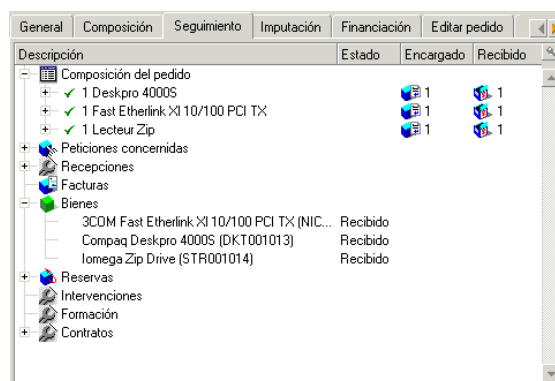 General Composición Seguimiento Imputación Financiación Editar pedido
Descripción Estado Encargado Recibido
Composición del pedido
1 Deskpro 4000S 1 1
1 Fast Etherlink XI 10/100 PCI TX 1 1
1 Lecteur Zip 1 1
Peticiones concernidas
Recepciones
Facturas
Bienes
3COM Fast Etherlink XI 10/100 PCI TX (NIC... Recibido
Compaq Deskpro 4000S (DKT001013) Recibido
Iomega Zip Drive (STR001014) Recibido
Reservas
Intervenciones
Formación
Contratos